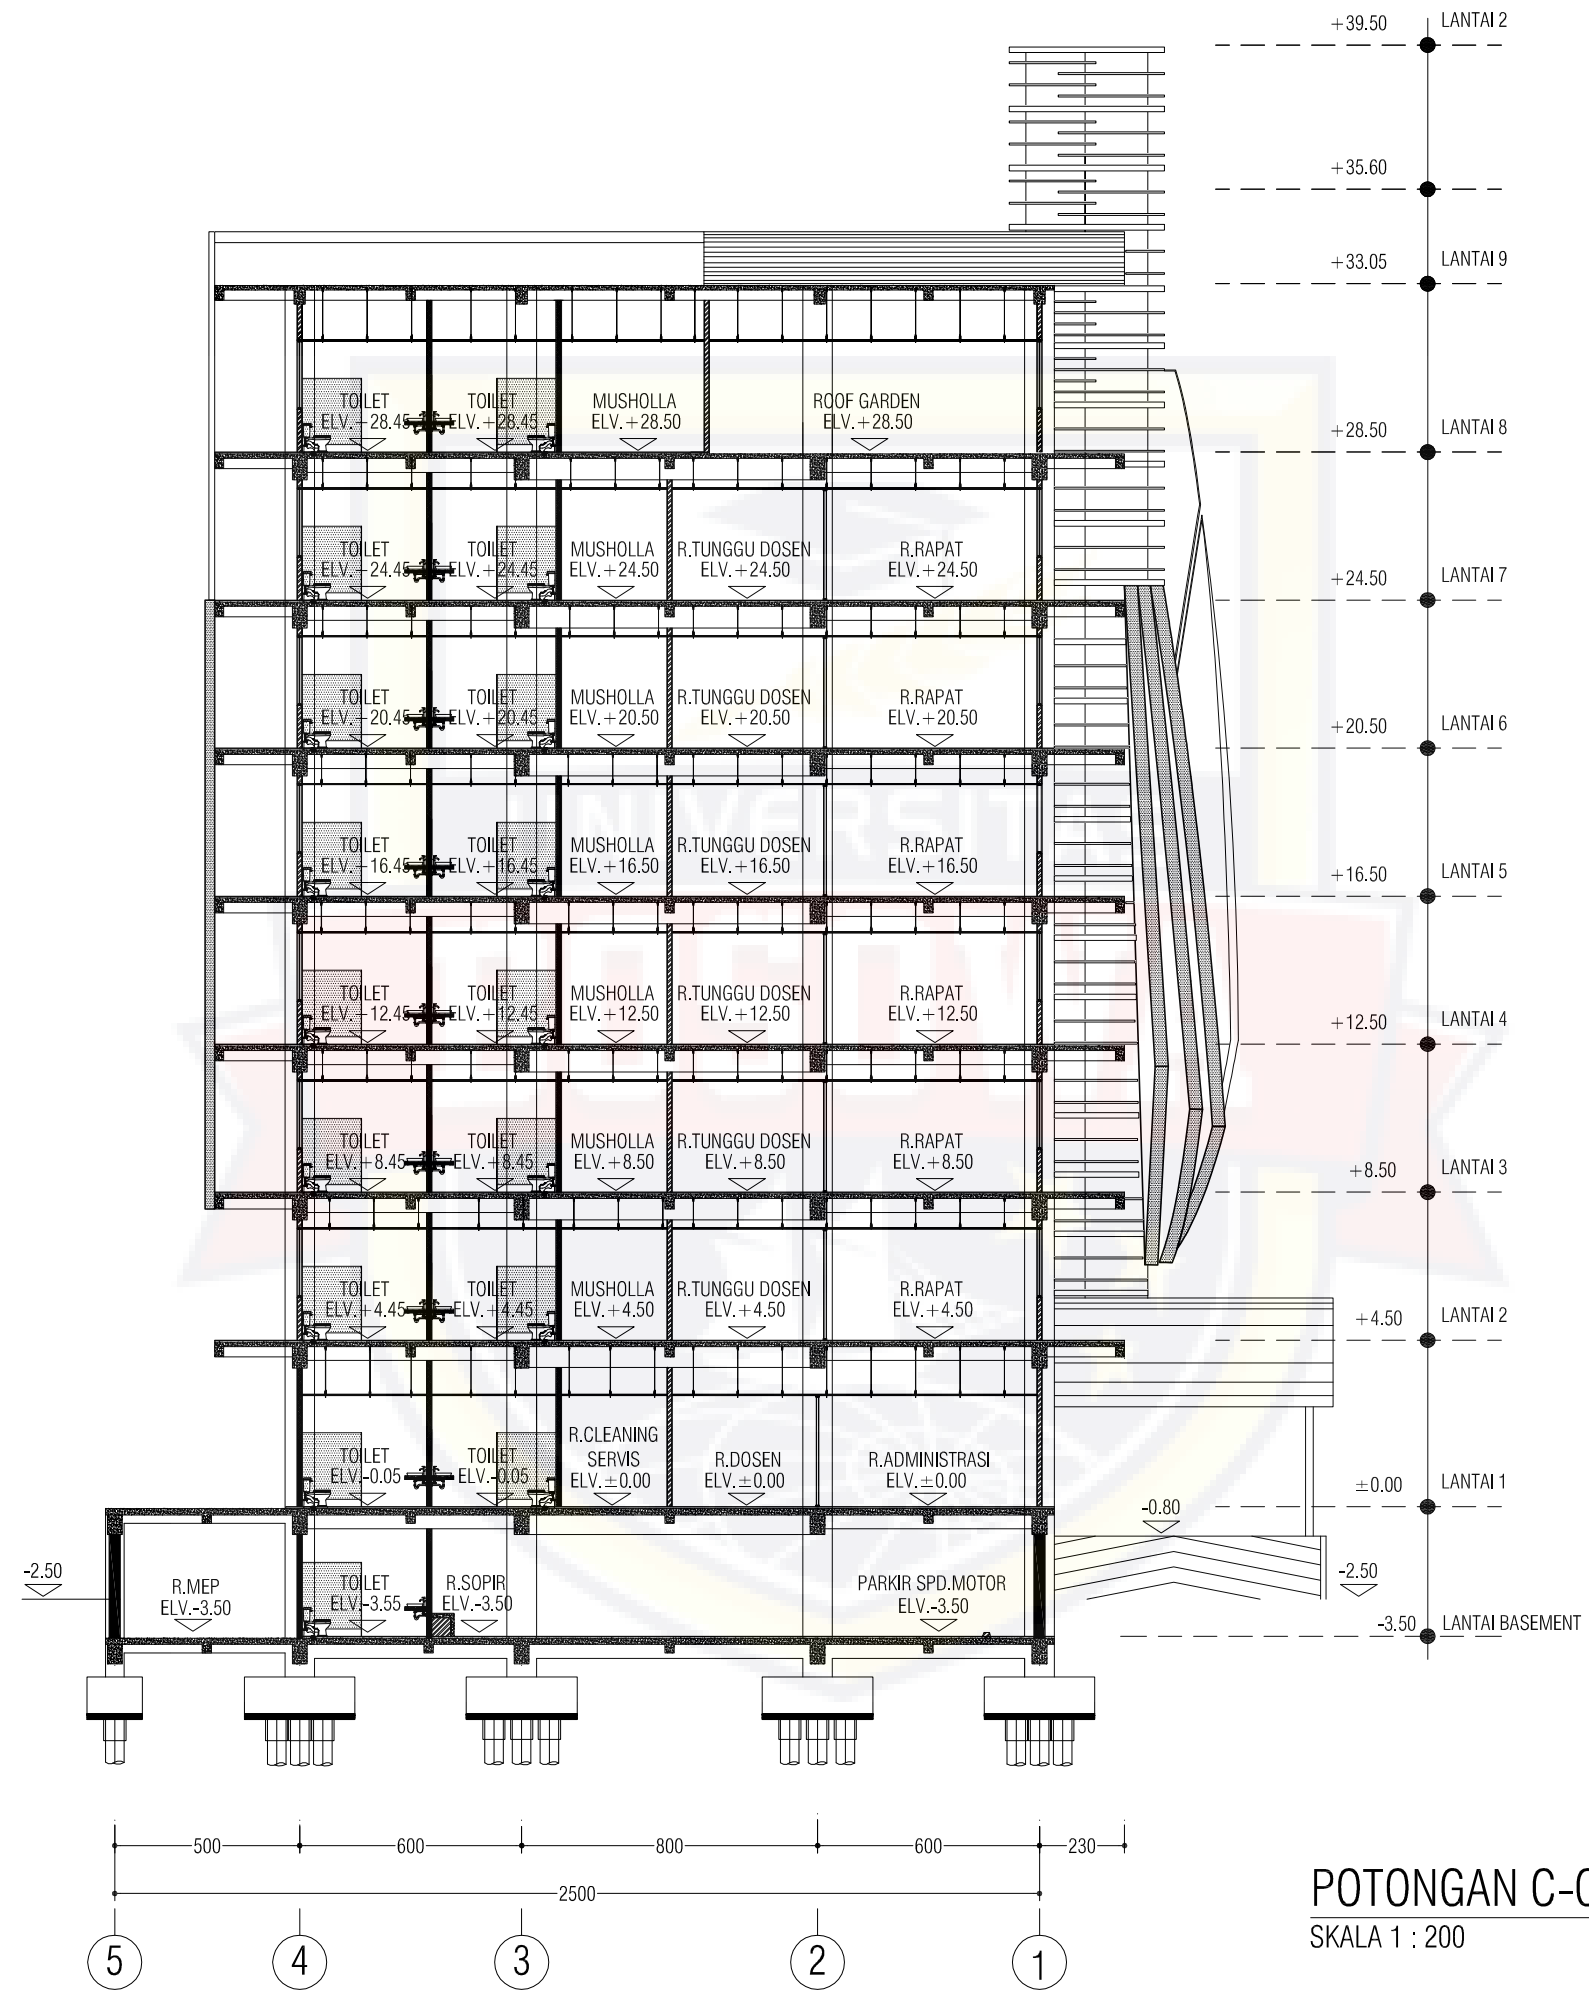 +39.50 LANTAI 2
+35.60
+33.05 LANTAI 9
TOILET
ELV.+28.45
TOILET
ELV.+28.45
MUSHOLLA
ELV.+28.50
ROOF GARDEN
ELV.+28.50
+28.50 LANTAI 8
TOILET
ELV.+24.45
TOILET
ELV.+24.45
MUSHOLLA
ELV.+24.50
R.TUNGGU DOSEN
ELV.+24.50
R.RAPAT
ELV.+24.50
+24.50 LANTAI 7
TOILET
ELV.+20.45
TOILET
ELV.+20.45
MUSHOLLA
ELV.+20.50
R.TUNGGU DOSEN
ELV.+20.50
R.RAPAT
ELV.+20.50
+20.50 LANTAI 6
UNIVERSITA
TOILET
ELV.+16.45
TOILET
ELV.+16.45
MUSHOLLA
ELV.+16.50
R.TUNGGU DOSEN
ELV.+16.50
R.RAPAT
ELV.+16.50
+16.50 LANTAI 5
TOILET
ELV.+12.45
TOILET
ELV.+12.45
MUSHOLLA
ELV.+12.50
R.TUNGGU DOSEN
ELV.+12.50
R.RAPAT
ELV.+12.50
+12.50 LANTAI 4
TOILET
ELV.+8.45
TOILET
ELV.+8.45
MUSHOLLA
ELV.+8.50
R.TUNGGU DOSEN
ELV.+8.50
R.RAPAT
ELV.+8.50
+8.50 LANTAI 3
TOILET
ELV.+4.45
TOILET
ELV.+4.45
MUSHOLLA
ELV.+4.50
R.TUNGGU DOSEN
ELV.+4.50
R.RAPAT
ELV.+4.50
+4.50 LANTAI 2
TOILET
ELV.-0.05
TOILET
ELV.-0.05
R.CLEANING
SERVIS
ELV.±0.00
R.DOSEN
ELV.±0.00
R.ADMINISTRASI
ELV.±0.00
±0.00 LANTAI 1
-0.80
-2.50
R.MEP
ELV.-3.50
TOILET
ELV.-3.55
R.SOPIR
ELV.-3.50
PARKIR SPD.MOTOR
ELV.-3.50
-2.50
-3.50 LANTAI BASEMENT
500 600 800 600 230
2500
5 4 3 2 1
POTONGAN C-C
SKALA 1 : 200